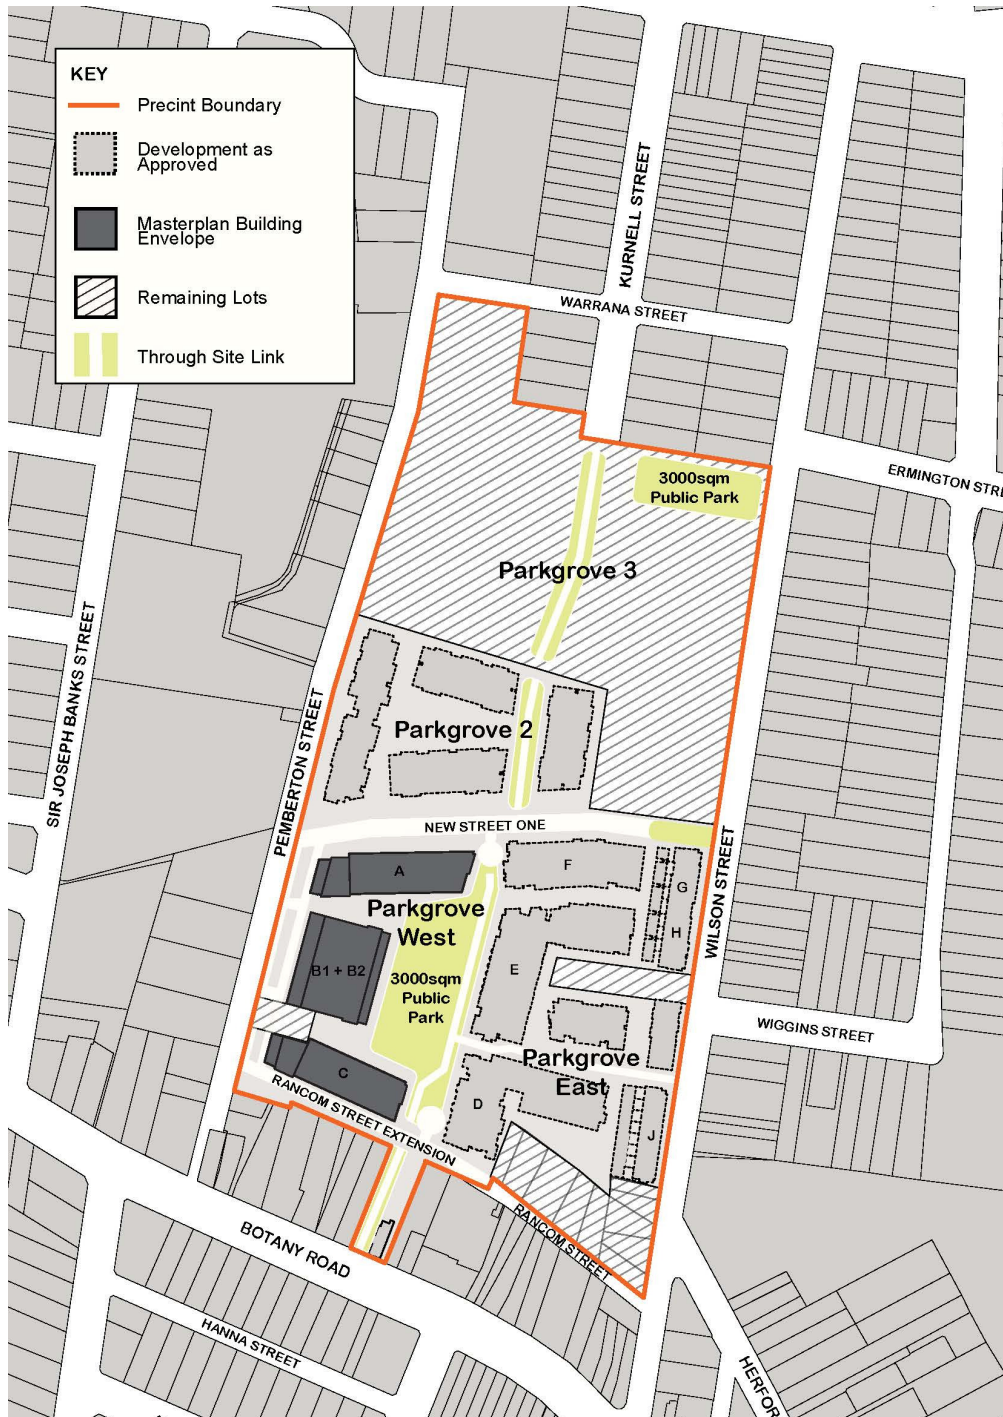 KEY
Precint Boundary
Development as
Approved
Masterplan Building
Envelope
Remaining Lots
Through Site Link
KURNELL STREET
WARRANA STREET
ERMINGTON STRE
3000sqm
Public Park
Parkgrove 3
SIR JOSEPH BANKS STREET
PEMBERTON STREET
Parkgrove 2
NEW STREET ONE
WILSON STREET
A
F
G
H
Parkgrove
West
B1 + B2
E
3000sqm
Public
Park
WIGGINS STREET
Parkgrove
East
C
D
J
RANCOM STREET EXTENSION
RANCOM STREET
BOTANY ROAD
HANNA STREET
HERFOR